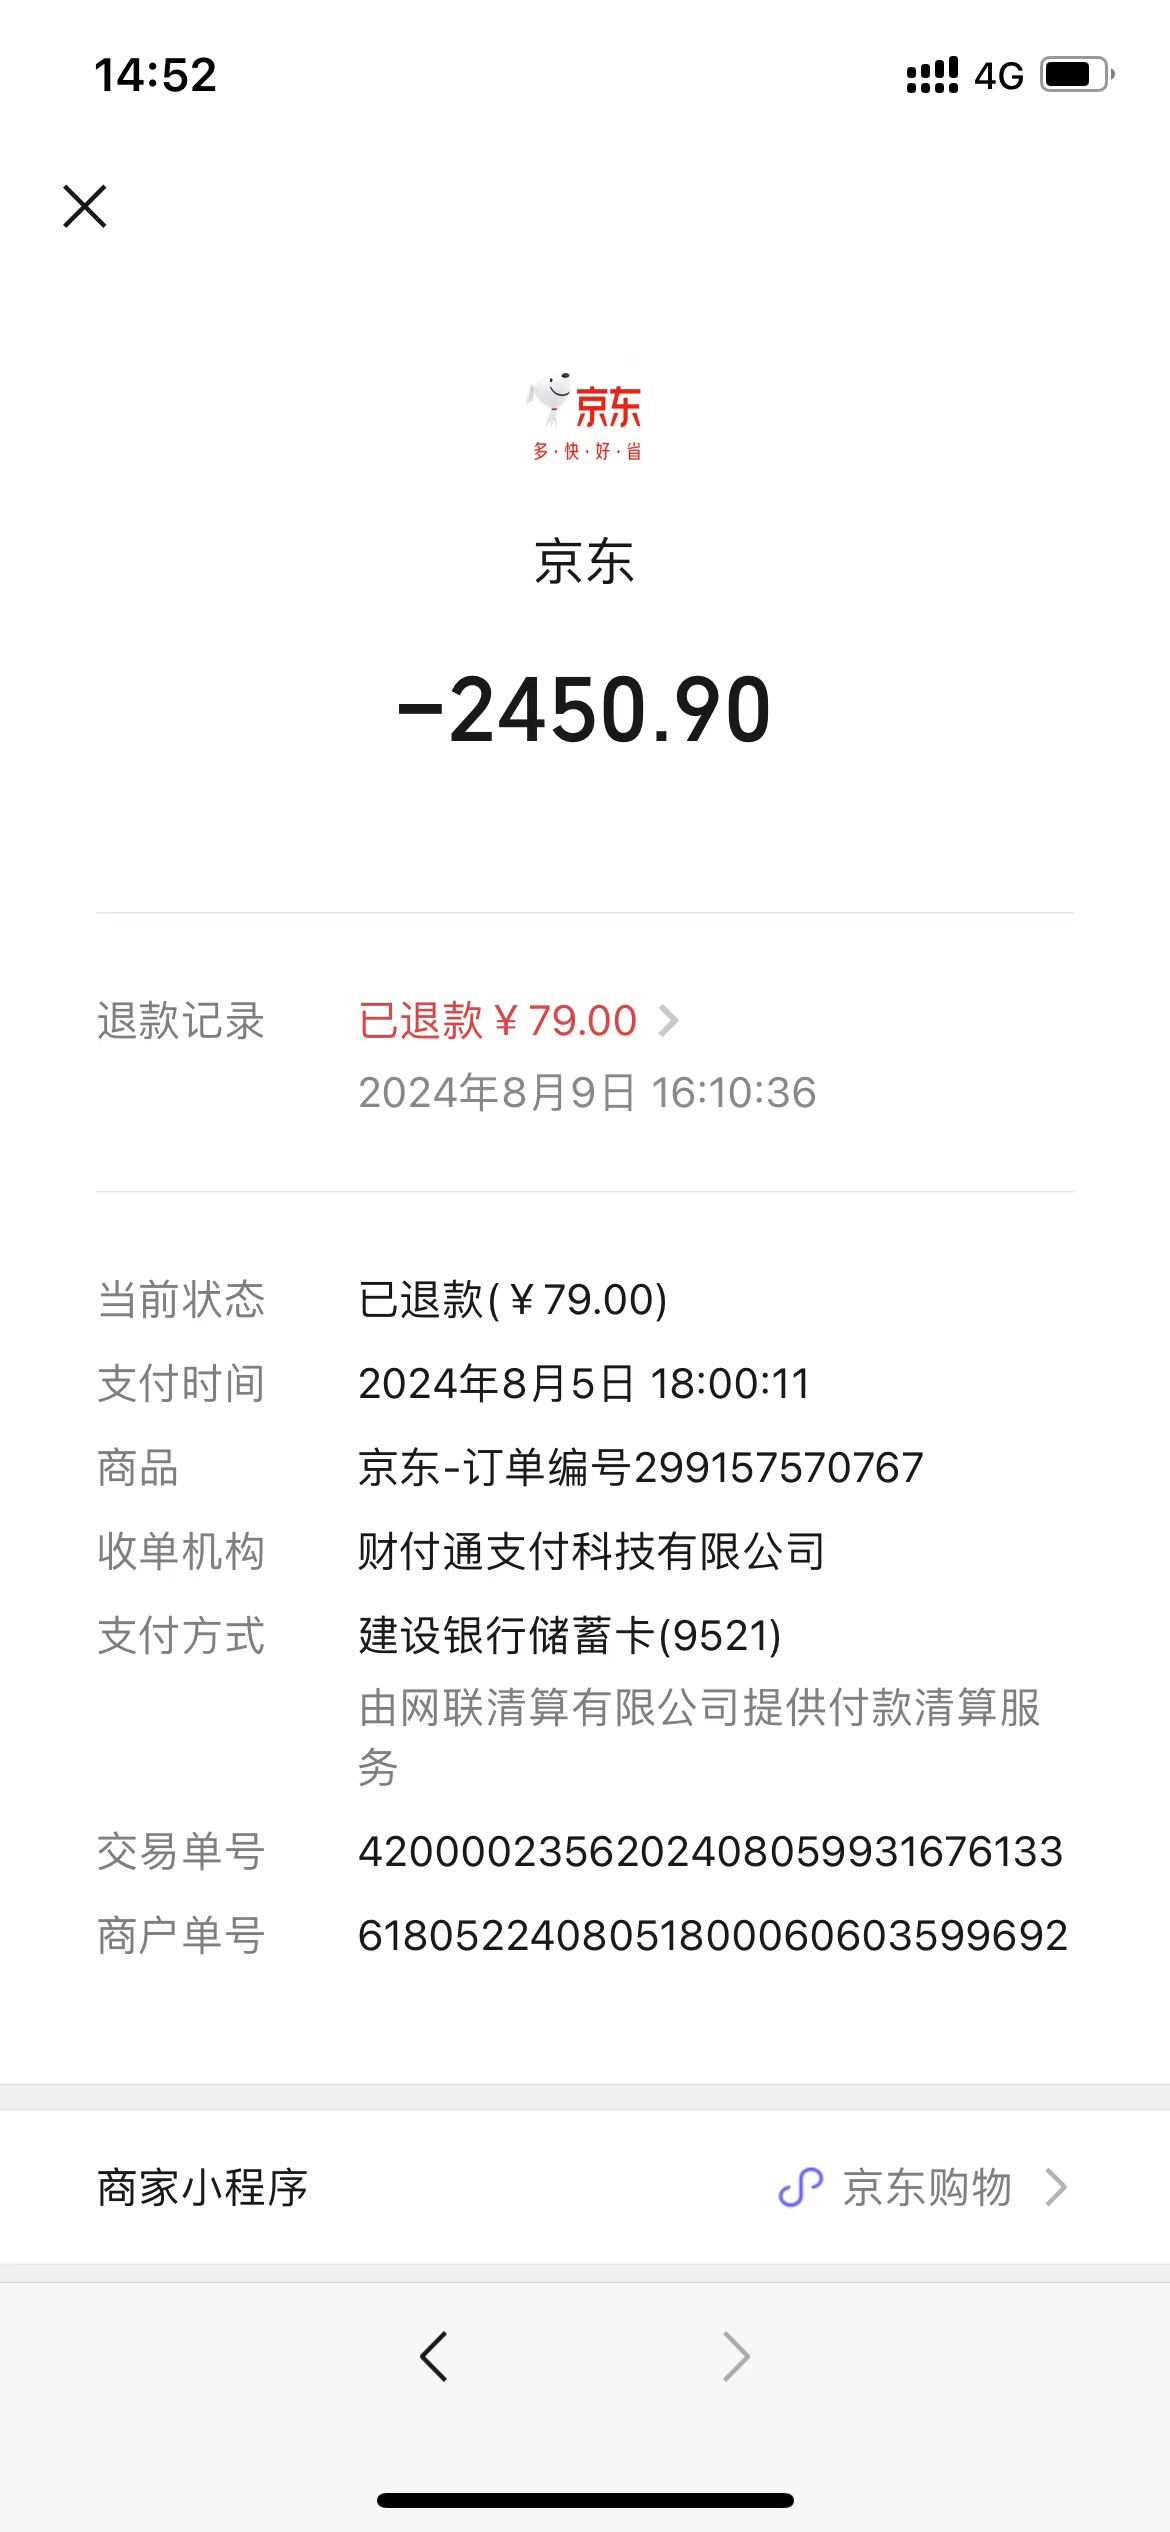 14:52
4G
京东
多·快·好·省
京东
-2450.90
退款记录 已退款¥79.00
2024年8月9日 16:10:36
当前状态 已退款(¥79.00)
支付时间 2024年8月5日 18:00:11
商品 京东-订单编号299157570767
收单机构 财付通支付科技有限公司
支付方式 建设银行储蓄卡(9521)
由网联清算有限公司提供付款清算服
务
交易单号 4200002356202408059931676133
商户单号 6180522408051800060603599692
商家小程序 京东购物